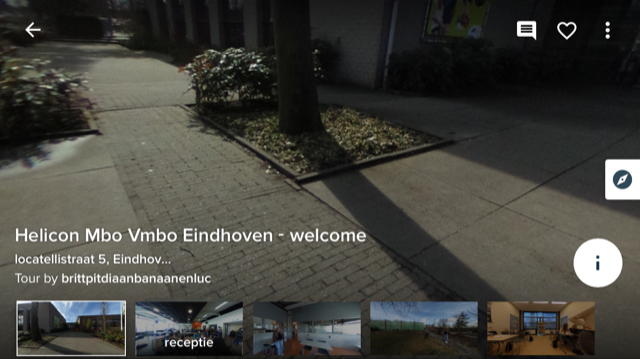 Helicon Mbo Vmbo Eindhoven - welcome
locatellistraat 5, Eindhov...
Tour by brittpitdiaanbanaanenluc
receptie